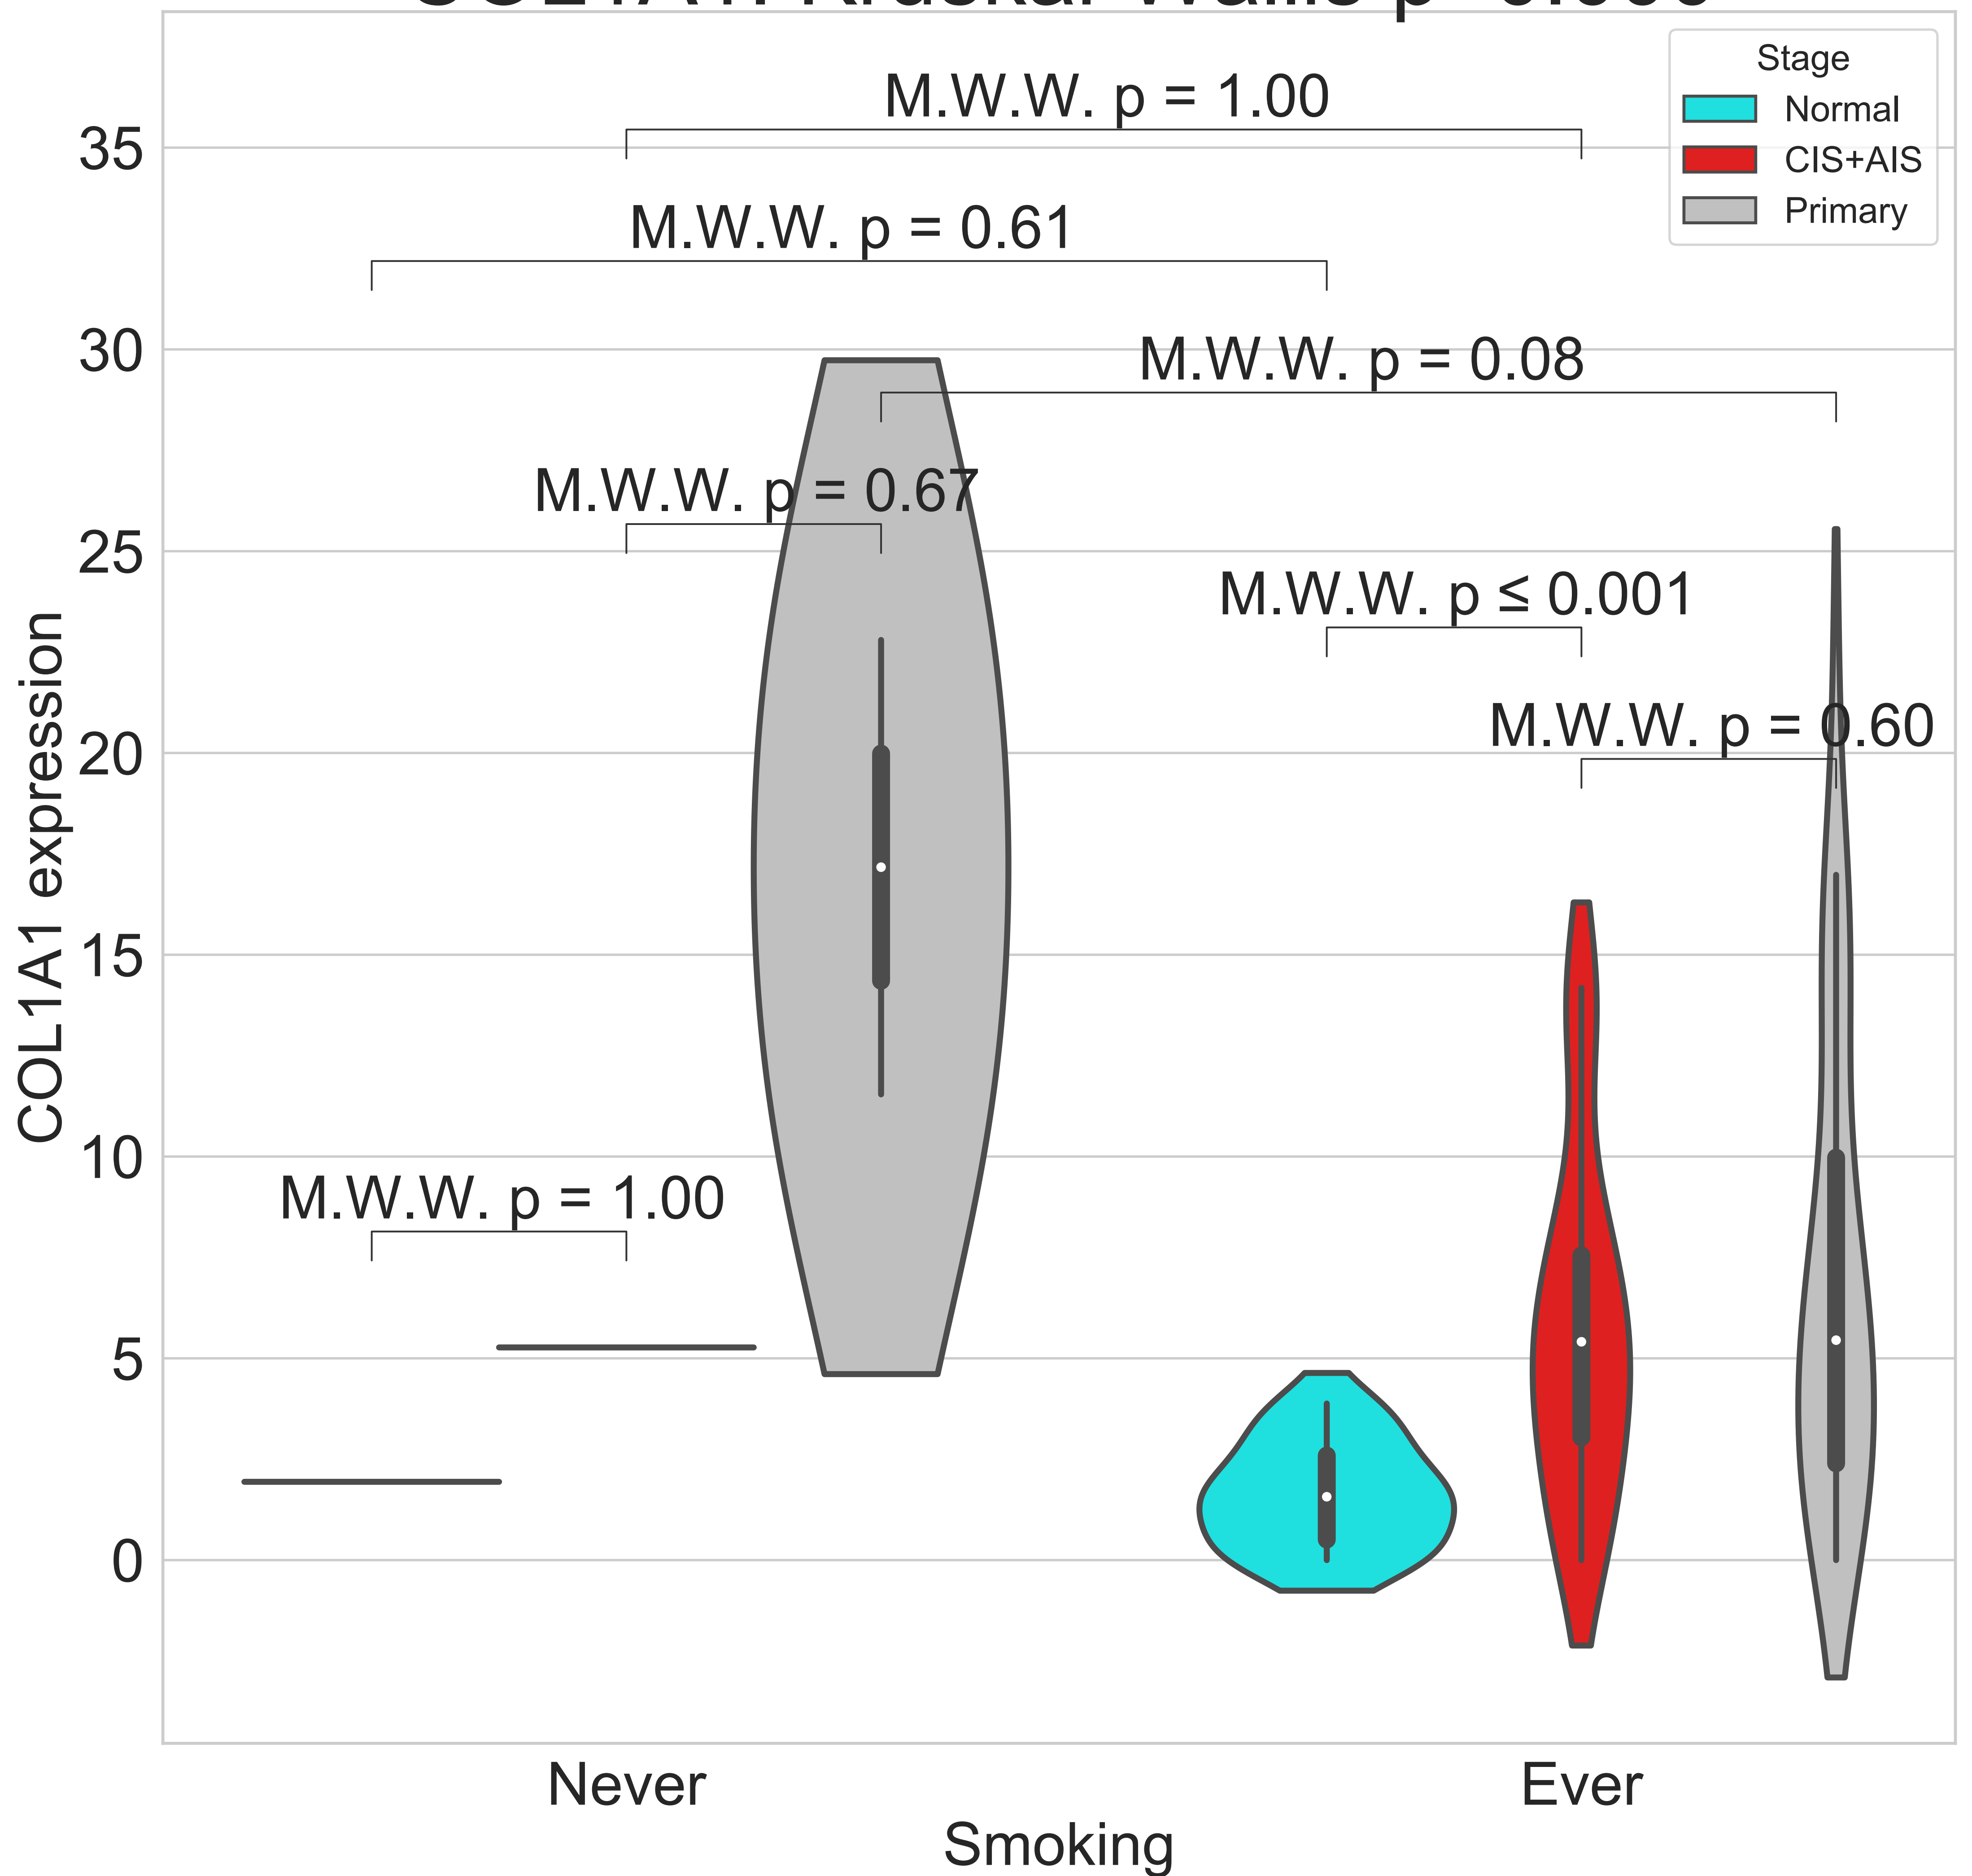 Stage
Normal
CIS+AIS
Primary
M.W.W. p = 1.00
M.W.W. p = 0.61
M.W.W. p = 0.08
M.W.W. p = 0.67
M.W.W. p ≤ 0.001
M.W.W. p = 0.60
M.W.W. p = 1.00
35
30
25
20
15
10
5
0
COL1A1 expression
Never
Ever
Smoking